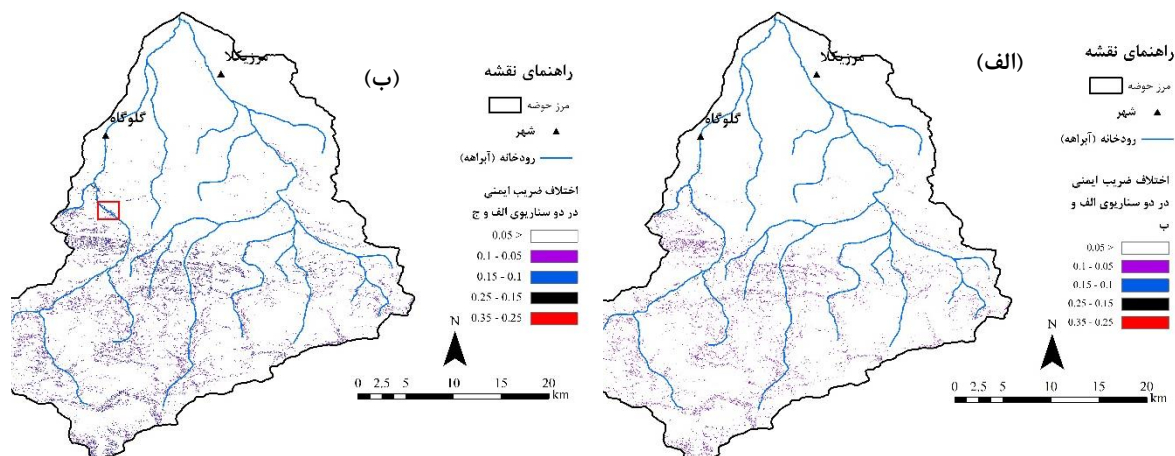 (الف)
مرزیکلا
گلوگاه
راهنمای نقشه
مرز حوضه
شهر
رودخانه (آبراهه)
اختلاف ضریب ایمنی
در دو سناریوی الف و
ب
0.05 >
0.1 - 0.05
0.15 - 0.1
0.25 - 0.15
0.35 - 0.25
N
0 2.5 5 10 15 20
km
(ب)
مرزیکلا
گلوگاه
راهنمای نقشه
مرز حوضه
شهر
رودخانه (آبراهه)
اختلاف ضریب ایمنی
در دو سناریوی الف و ج
0.05 >
0.1 - 0.05
0.15 - 0.1
0.25 - 0.15
0.35 - 0.25
N
0 2.5 5 10 15 20
km